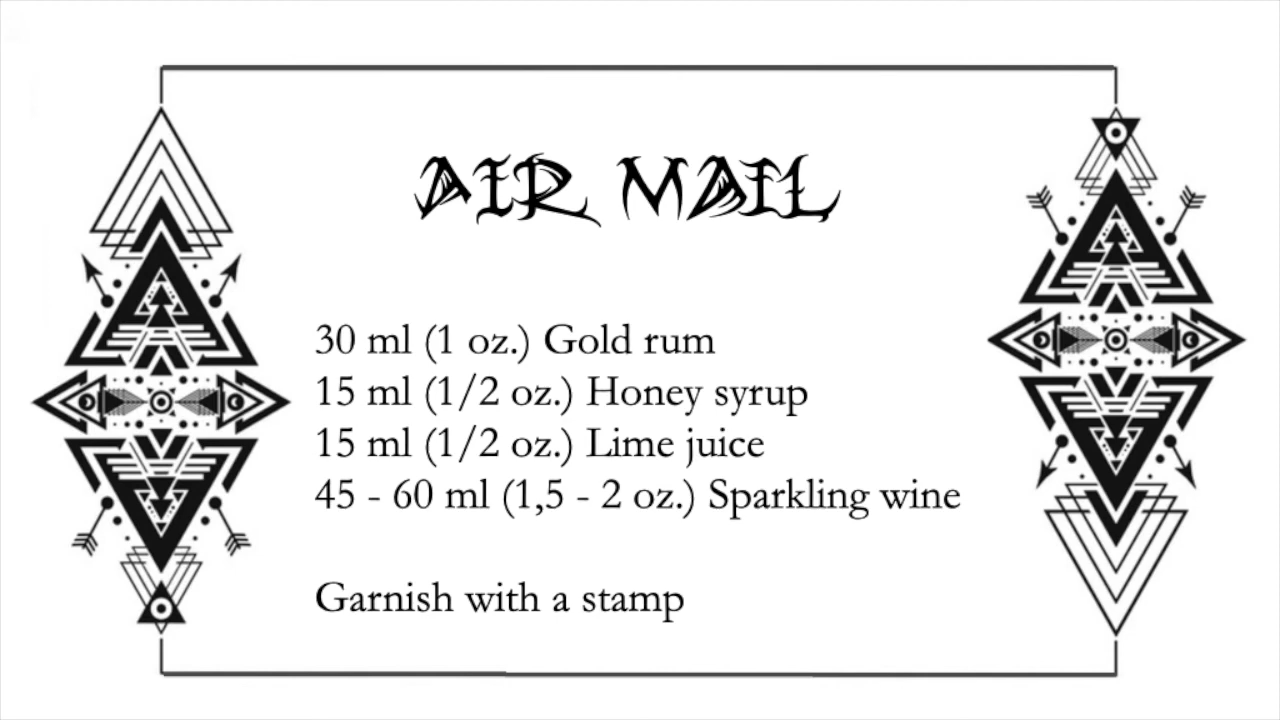 AIR MAIL
30 ml (1 oz.) Gold rum
15 ml (1/2 oz.) Honey syrup
15 ml (1/2 oz.) Lime juice
45 - 60 ml (1,5 - 2 oz.) Sparkling wine
Garnish with a stamp